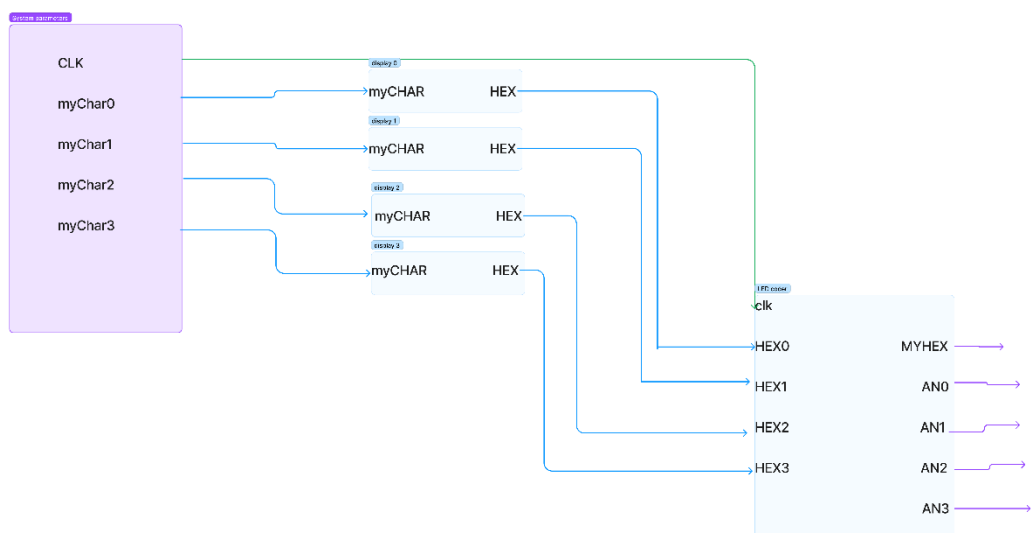 System parameters
CLK
myChar0
myChar1
myChar2
myChar3
display 0
myCHAR HEX
display 1
myCHAR HEX
display 2
myCHAR HEX
display 3
myCHAR HEX
LED
clk
HEX0 MYHEX
HEX1 AN0
HEX2 AN1
HEX3 AN2
AN3